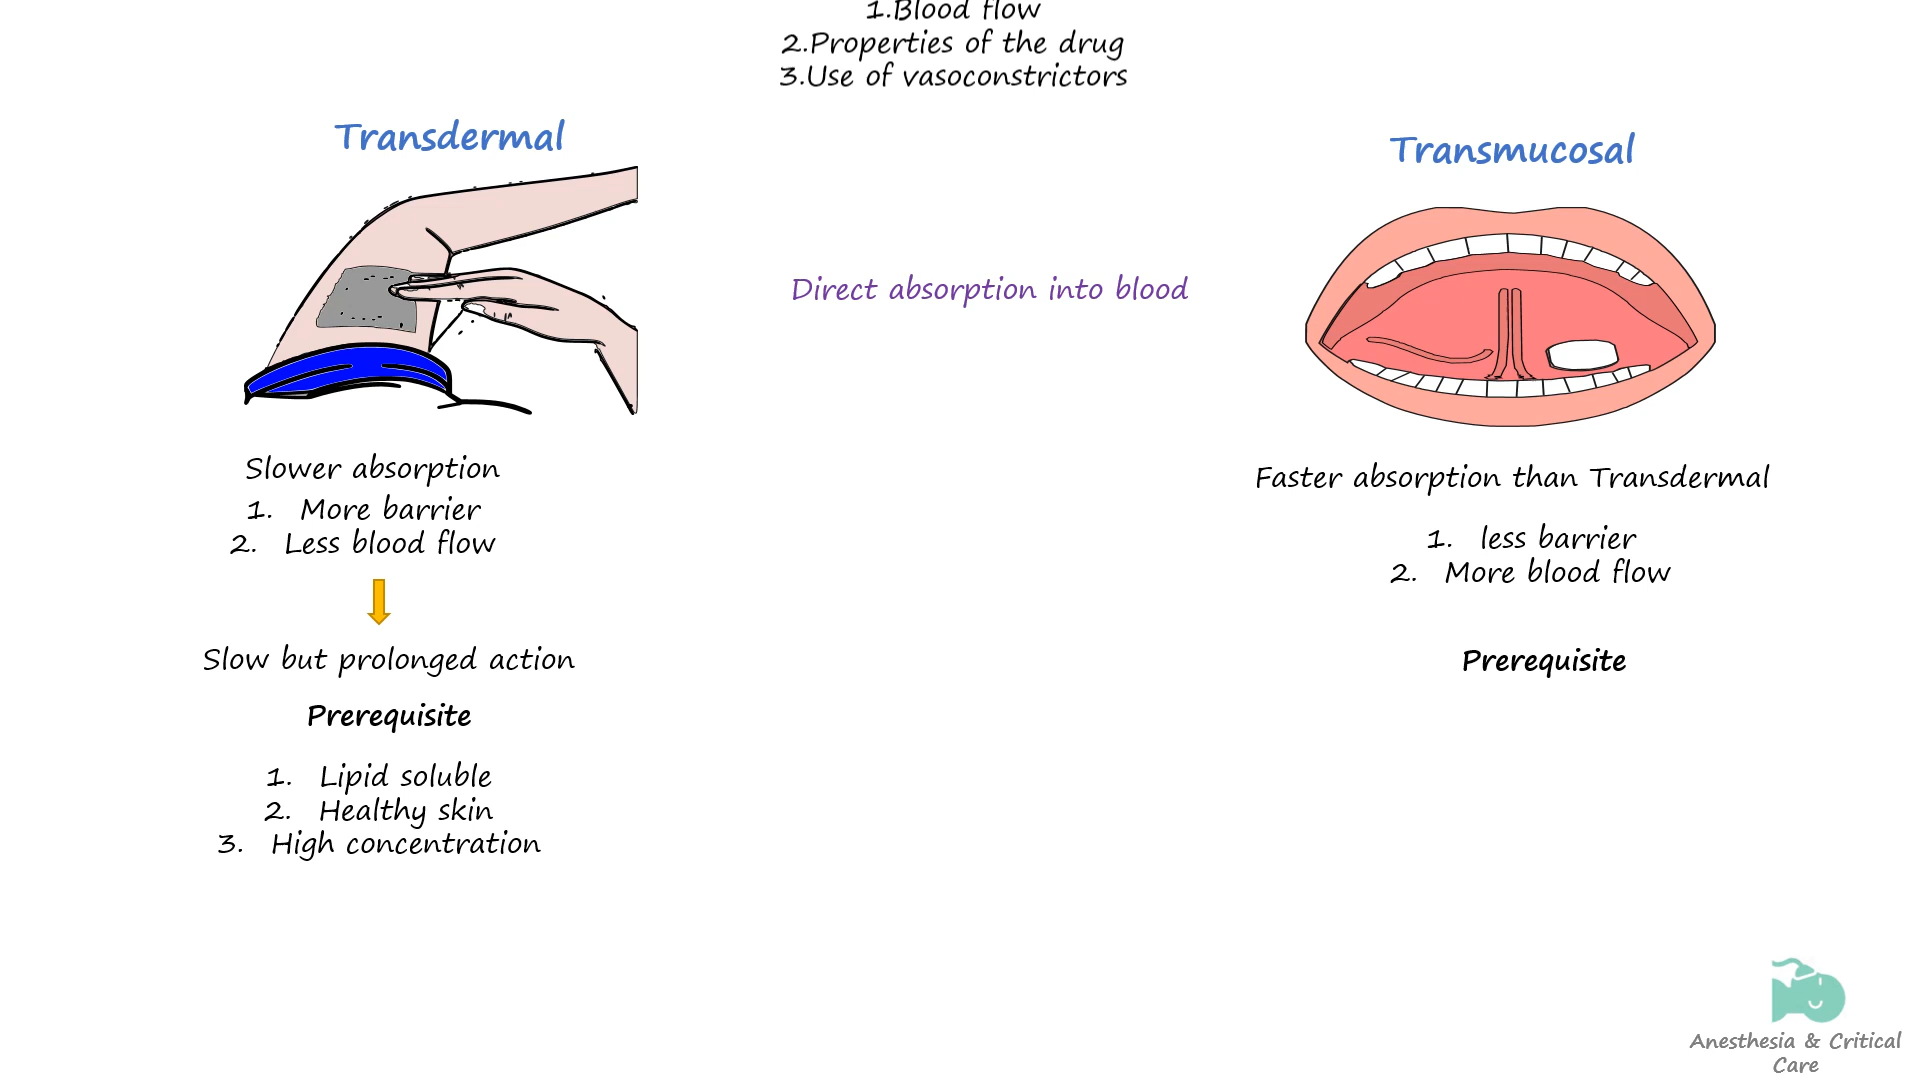 1.Blood flow
2.Properties of the drug
3.Use of vasoconstrictors
Transdermal
Transmucosal
Direct absorption into blood
Slower absorption
1. More barrier
2. Less blood flow
Slow but prolonged action
Prerequisite
1. Lipid soluble
2. Healthy skin
3. High concentration
Faster absorption than Transdermal
1. less barrier
2. More blood flow
Prerequisite
Anesthesia & Critical
Care